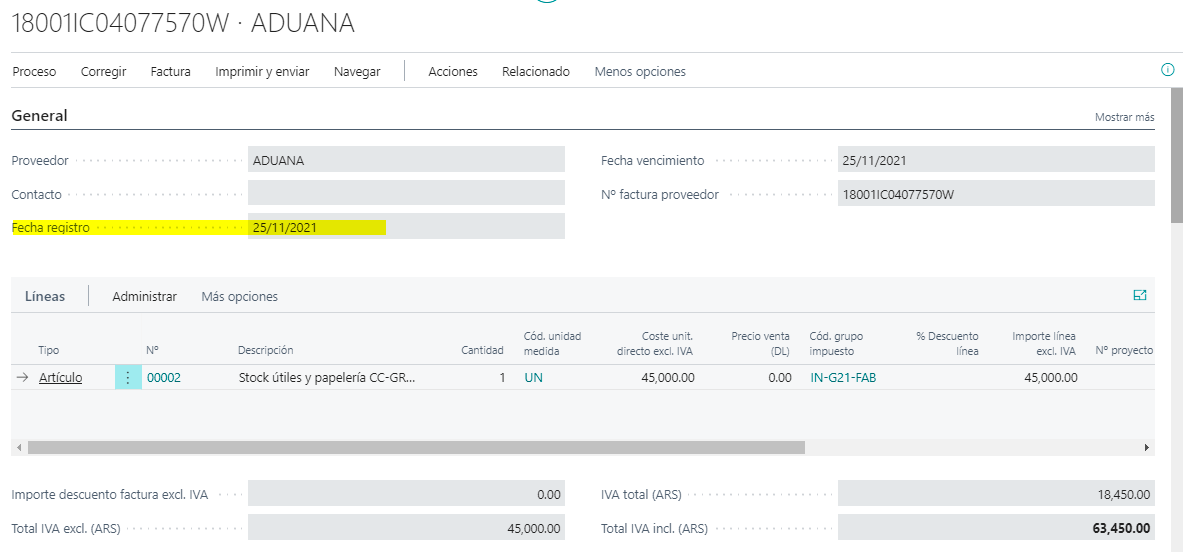 18001IC04077570W · ADUANA
Proceso Corregir Factura Imprimir y enviar Navegar Acciones Relacionado Menos opciones
General Mostrar más
Proveedor ADUANA Fecha vencimiento 25/11/2021
Contacto Nº factura proveedor 18001IC04077570W
Fecha registro 25/11/2021
Líneas Administrar Más opciones
Tipo Nº Descripción Cantidad Cód. unidad medida Coste unit. directo excl. IVA Precio venta (DL) Cód. grupo impuesto % Descuento línea Importe línea excl. IVA Nº proyecto
Artículo 00002 Stock útiles y papelería CC-GR... 1 UN 45,000.00 0.00 IN-G21-FAB 45,000.00
Importe descuento factura excl. IVA 0.00 IVA total (ARS) 18,450.00
Total IVA excl. (ARS) 45,000.00 Total IVA incl. (ARS) 63,450.00